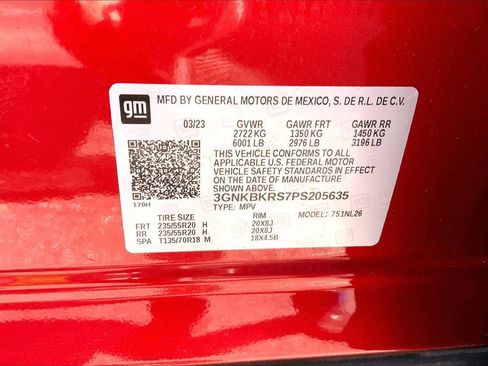 gm
MFD BY GENERAL MOTORS DE MEXICO, S. DE R.L. DE C.V.
03/23 GVWR GAWR FRT GAWR RR
2722 KG 1350 KG 1450 KG
6001 LB 2976 LB 3196 LB
THIS VEHICLE CONFORMS TO ALL
APPLICABLE U.S. FEDERAL MOTOR
VEHICLE SAFETY STANDARDS IN EFFECT
ON THE DATE OF MANUFACTURE SHOWN ABOVE.
3GNKBKRS7PS205635
170H TYPE: MPV MODEL: 751NL26
TIRE SIZE RIM
FRT 235/55R20 H 20X8J
RR 235/55R20 H 20X8J
SPA T135/70R18 M 18X4.5B